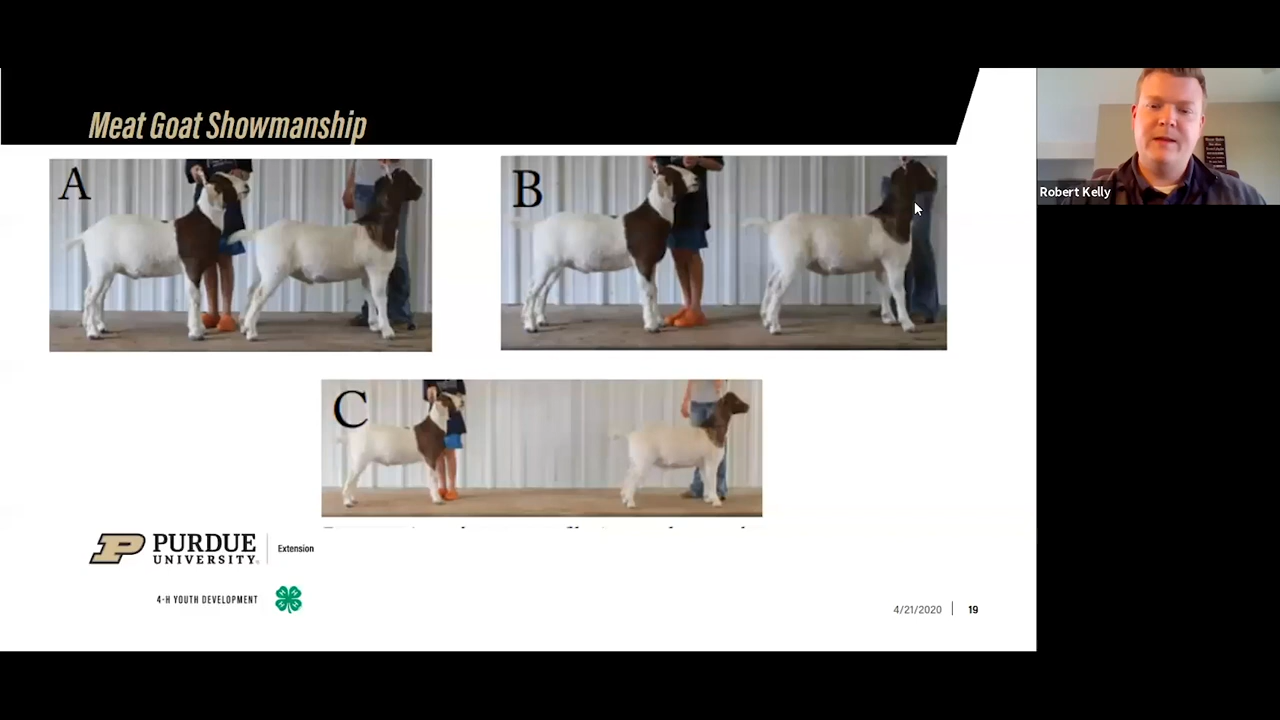 Meat Goat Showmanship
A
B
C
Robert Kelly
PURDUE
UNIVERSITY.
Extension
4-H YOUTH DEVELOPMENT
4/21/2020
19